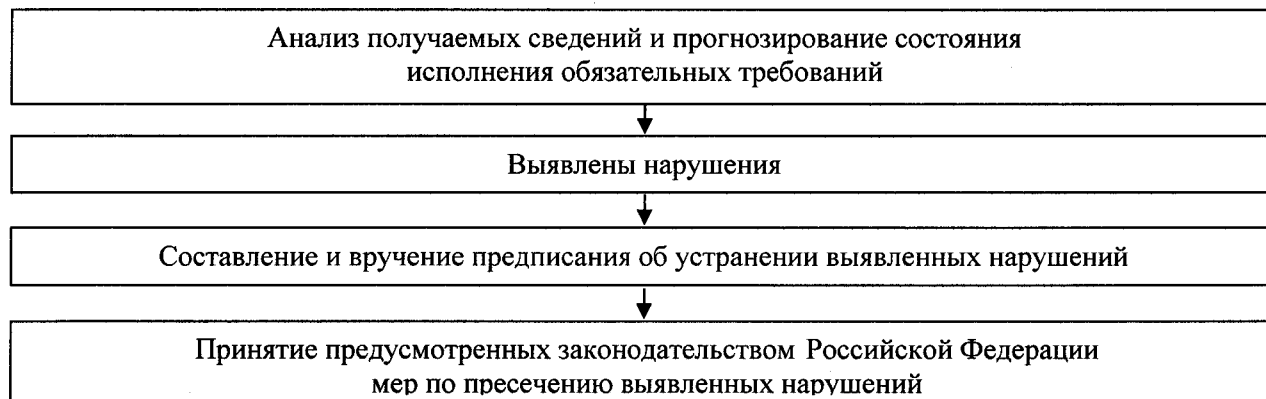 Анализ получаемых сведений и прогнозирование состояния
исполнения обязательных требований
Выявлены нарушения
Составление и вручение предписания об устранении выявленных нарушений
Принятие предусмотренных законодательством Российской Федерации
мер по пресечению выявленных нарушений